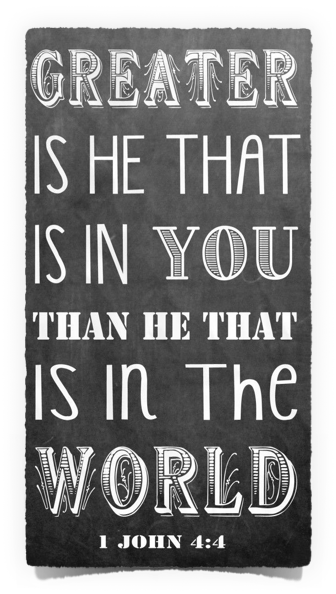 GREATER
IS HE THAT
IS IN YOU
THAN HE THAT
IS In The
WORLD
1 JOHN 4:4